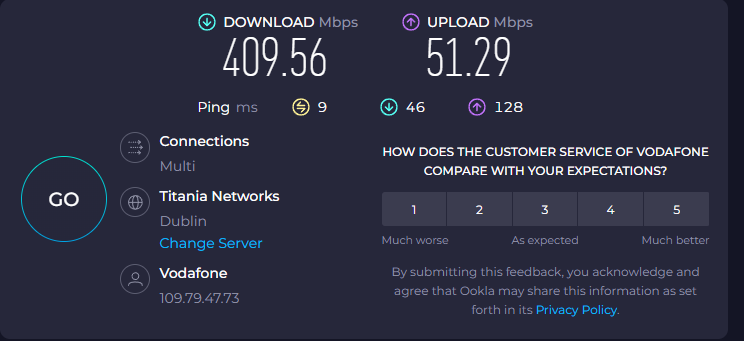 DOWNLOAD Mbps
UPLOAD Mbps
409.56
51.29
Ping ms 9 46 128
GO
Connections
Multi
Titania Networks
Dublin
Change Server
Vodafone
109.79.47.73
HOW DOES THE CUSTOMER SERVICE OF VODAFONE
COMPARE WITH YOUR EXPECTATIONS?
1 2 3 4 5
Much worse As expected Much better
By submitting this feedback, you acknowledge and
agree that Ookla may share this information as set
forth in its Privacy Policy.